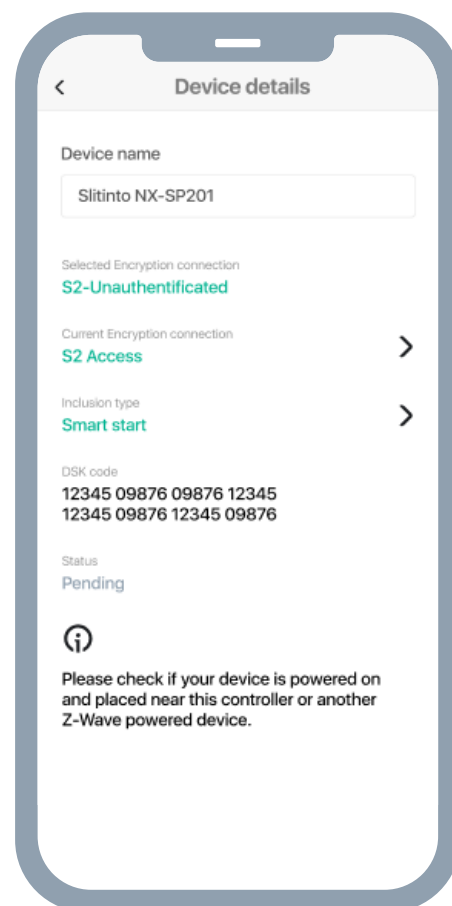 Device details
Device name
Slitinto NX-SP201
Selected Encryption connection
S2-Unauthentificated
Current Encryption connection
S2 Access
Inclusion type
Smart start
DSK code
12345 09876 09876 12345
12345 09876 12345 09876
Status
Pending
Please check if your device is powered on
and placed near this controller or another
Z-Wave powered device.